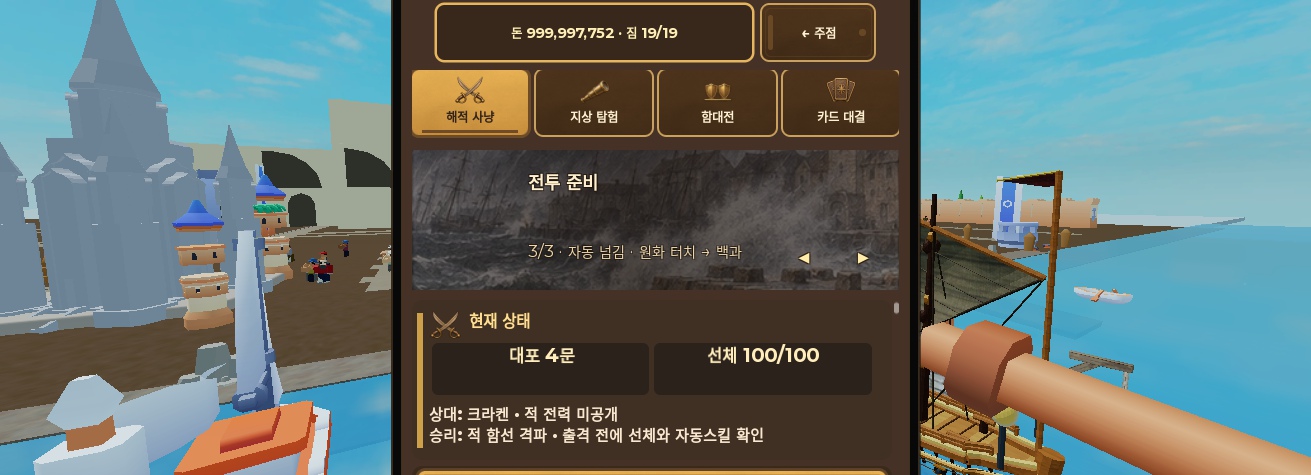 돈 999,997,752 · 짐 19/19
← 주점
해적 사냥
지상 탐험
함대전
카드 대결
전투 준비
3/3 · 자동 넘김 · 원화 터치 → 백과
◀ ▶
현재 상태
대포 4문
선체 100/100
상대: 크라켄 • 적 전력 미공개
승리: 적 함선 격파 • 출격 전에 선체와 자동스킬 확인